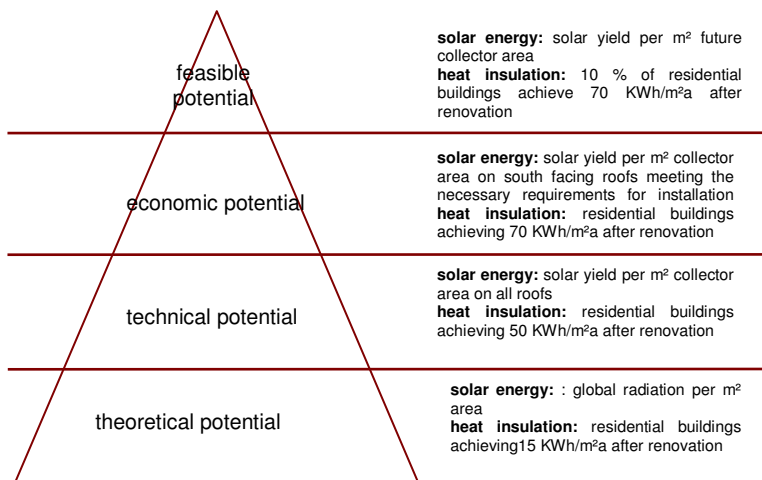 feasible
potential
solar energy: solar yield per m² future
collector area
heat insulation: 10 % of residential
buildings achieve 70 KWh/m²a after
renovation
economic potential
solar energy: solar yield per m² collector
area on south facing roofs meeting the
necessary requirements for installation
heat insulation: residential buildings
achieving 70 KWh/m²a after renovation
technical potential
solar energy: solar yield per m² collector
area on all roofs
heat insulation: residential buildings
achieving 50 KWh/m²a after renovation
theoretical potential
solar energy: : global radiation per m²
area
heat insulation: residential buildings
achieving15 KWh/m²a after renovation